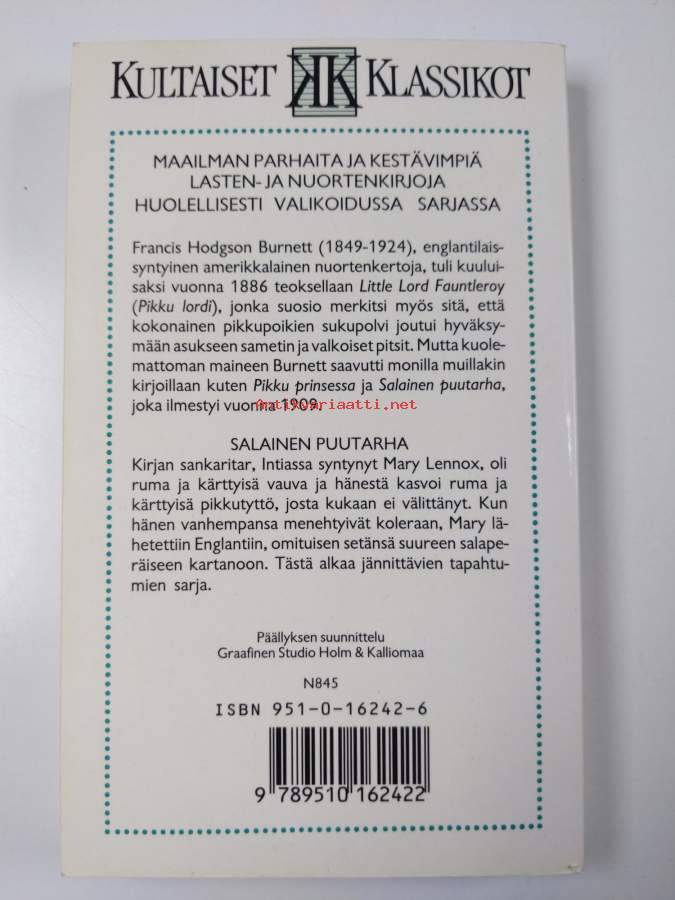 KULTAISET KK KLASSIKOT
MAAILMAN PARHAITA JA KESTÄVIMPIÄ
LASTEN- JA NUORTENKIRJOJA
HUOLELLISESTI VALIKOIDUSSA SARJASSA
Francis Hodgson Burnett (1849-1924), englantilais-
syntyinen amerikkalainen nuortenkertoja, tuli kuului-
saksi vuonna 1886 teoksellaan Little Lord Fauntleroy
(Pikku lordi), jonka suosio merkitsi myös sitä, että
kokonainen pikkupoikien sukupolvi joutui hyväksy-
mään asukseen sametin ja valkoiset pitsit. Mutta kuole-
mattoman maineen Burnett saavutti monilla muillakin
kirjoillaan kuten Pikku prinsessa ja Salainen puutarha,
joka ilmestyi vuonna 1909.
Antikvariaatti.net
SALAINEN PUUTARHA
Kirjan sankaritar, Intiassa syntynyt Mary Lennox, oli
ruma ja kärttyisä vauva ja hänestä kasvoi ruma ja
kärttyisä pikkutyttö, josta kukaan ei välittänyt. Kun
hänen vanhempansa menehtyivät koleraan, Mary lä-
hetettiin Englantiin, omituisen setänsä suureen salape-
räiseen kartanoon. Tästä alkaa jännittävien tapahtu-
mien sarja.
Päällyksen suunnittelu
Graafinen Studio Holm & Kalliomaa
N845
ISBN 951-0-16242-6
9 789510 162422